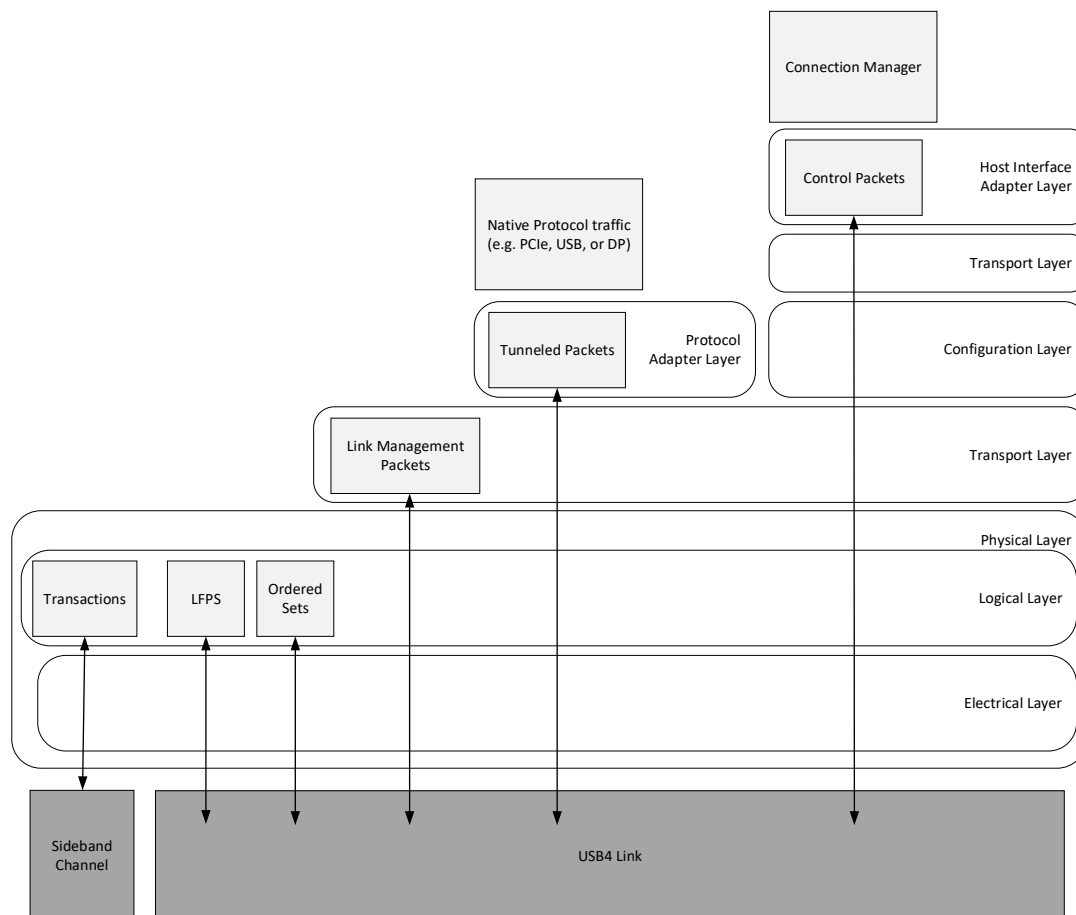 Connection Manager
Control Packets
Host Interface
Adapter Layer
Native Protocol traffic
(e.g. PCIe, USB, or DP)
Transport Layer
Tunneled Packets
Protocol
Adapter Layer
Configuration Layer
Link Management
Packets
Transport Layer
Physical Layer
Transactions
LFPS
Ordered
Sets
Logical Layer
Electrical Layer
Sideband
Channel
USB4 Link